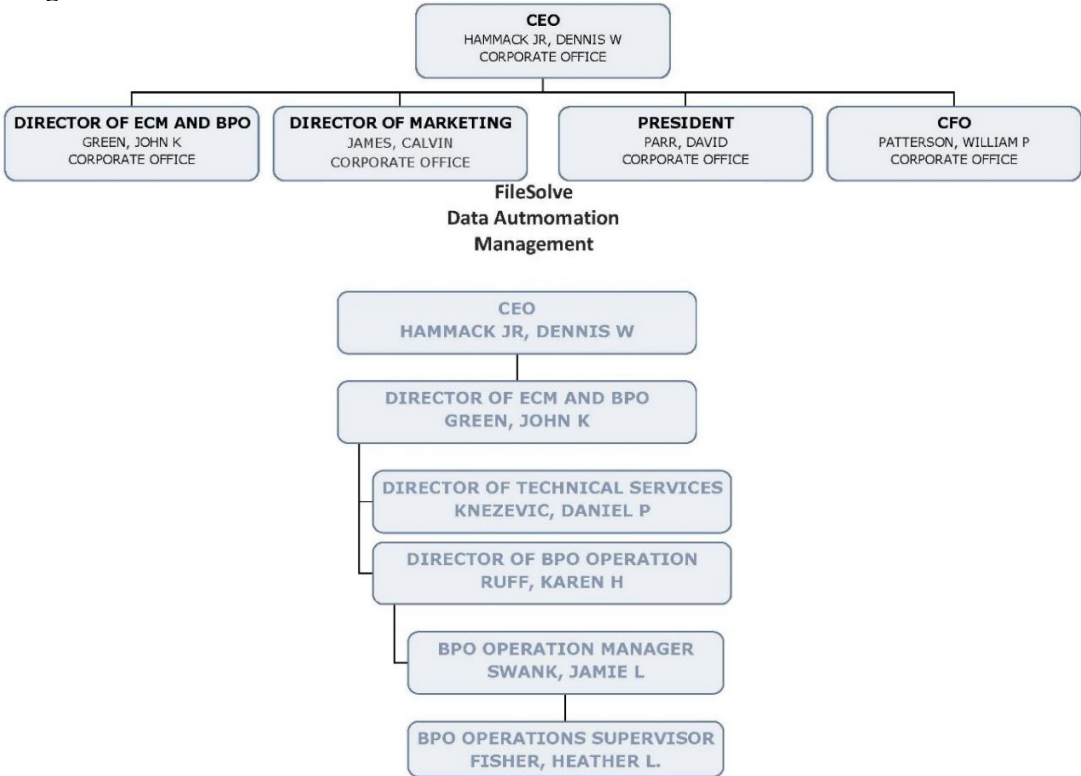 CEO
HAMMACK JR, DENNIS W
CORPORATE OFFICE
DIRECTOR OF ECM AND BPO
GREEN, JOHN K
CORPORATE OFFICE
DIRECTOR OF MARKETING
JAMES, CALVIN
CORPORATE OFFICE
PRESIDENT
PARR, DAVID
CORPORATE OFFICE
CFO
PATTERSON, WILLIAM P
CORPORATE OFFICE
FileSolve
Data Autmomation
Management
CEO
HAMMACK JR, DENNIS W
DIRECTOR OF ECM AND BPO
GREEN, JOHN K
DIRECTOR OF TECHNICAL SERVICES
KNEZEVIC, DANIEL P
DIRECTOR OF BPO OPERATION
RUFF, KAREN H
BPO OPERATION MANAGER
SWANK, JAMIE L
BPO OPERATIONS SUPERVISOR
FISHER, HEATHER L.